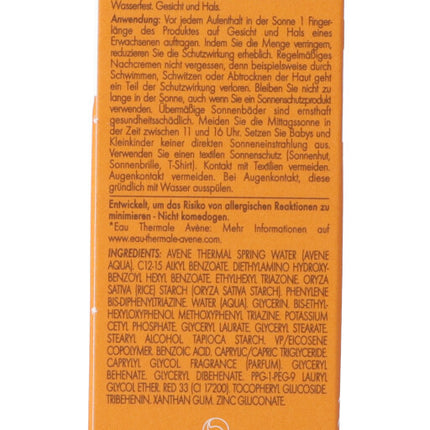 Wasserfest. Gesicht und Hals.
Anwendung: Vor jedem Aufenthalt in der Sonne 1 Finger-
länge des Produktes auf Gesicht und Hals eines
Erwachsenen auftragen. Indem Sie die Menge verringern,
reduzieren Sie die Schutzwirkung erheblich. Regelmäßiges
Nachcremen nicht vergessen, denn beispielsweise durch
Schwimmen, Schwitzen oder Abtrocknen der Haut geht
ein Teil der Schutzwirkung verloren. Bleiben Sie nicht zu
lange in der Sonne, auch wenn Sie ein Sonnenschutzprodukt
verwenden. Übermäßige Sonnenbäder sind ernsthaft
gesundheitsschädlich. Meiden Sie die Mittagssonne in
der Zeit zwischen 11 und 16 Uhr. Setzen Sie Babys und
Kleinkinder keiner direkten Sonneneinstrahlung aus.
Verwenden Sie einen textilen Sonnenschutz (Sonnenhut,
Sonnenbrille, T-Shirt). Kontakt mit Textilien vermeiden.
Augenkontakt vermeiden. Bei Augenkontakt, diese
gründlich mit Wasser ausspülen.
Entwickelt, um das Risiko von allergischen Reaktionen zu
minimieren - Nicht komedogen.
*Eau Thermale Avène: Mehr Informationen auf
www.eau-thermale-avene.com.
INGREDIENTS: AVENE THERMAL SPRING WATER (AVENE
AQUA). C12-15 ALKYL BENZOATE. DIETHYLAMINO HYDROXY-
BENZOYL HEXYL BENZOATE. ETHYLHEXYL TRIAZONE. ORYZA
SATIVA (RICE) STARCH (ORYZA SATIVA STARCH). PHENYLENE
BIS-DIPHENYLTRIAZINE. WATER (AQUA). GLYCERIN. BIS-ETHYL-
HEXYLOXYPHENOL METHOXYPHENYL TRIAZINE. POTASSIUM
CETYL PHOSPHATE. GLYCERYL LAURATE. GLYCERYL STEARATE.
STEARYL ALCOHOL. TAPIOCA STARCH. VP/EICOSENE
COPOLYMER. BENZOIC ACID. CAPRYLIC/CAPRIC TRIGLYCERIDE.
CAPRYLYL GLYCOL. FRAGRANCE (PARFUM). GLYCERYL
BEHENATE. GLYCERYL DIBEHENATE. PPG-1-PEG-9 LAURYL
GLYCOL ETHER. RED 33 (CI 17200). TOCOPHERYL GLUCOSIDE.
TRIBEHENIN. XANTHAN GUM. ZINC GLUCONATE.